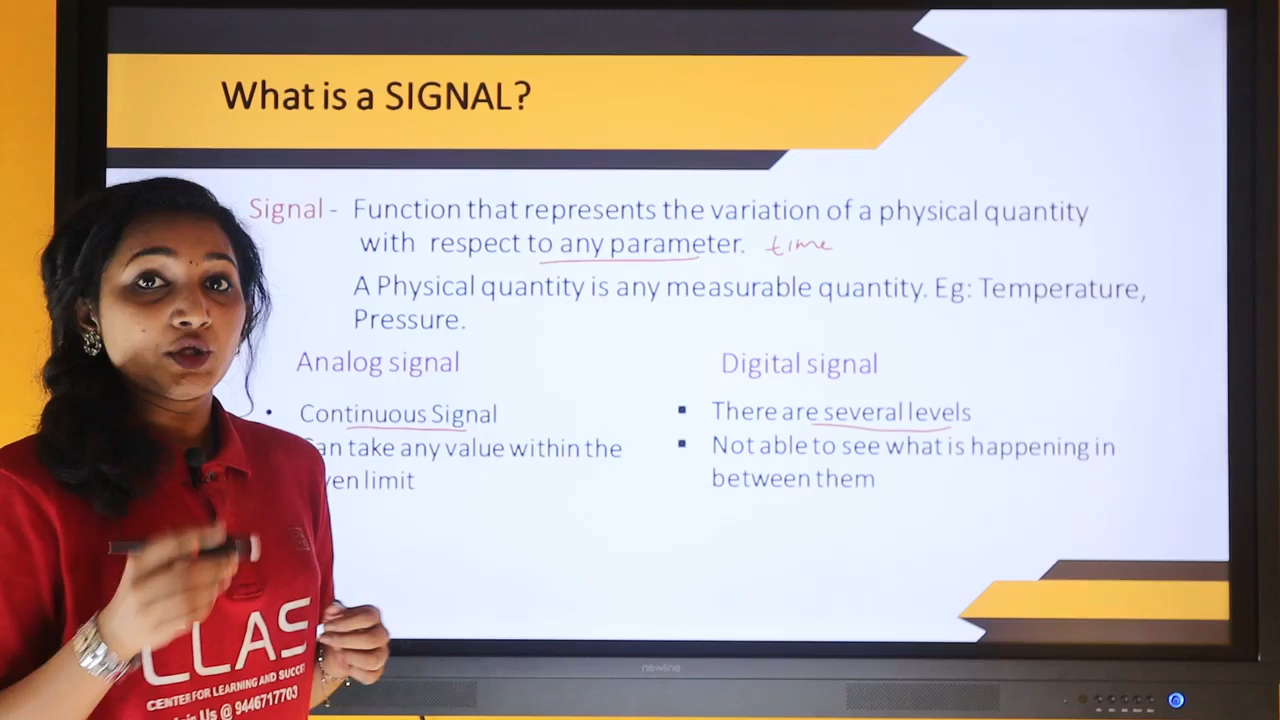 What is a SIGNAL?
Signal - Function that represents the variation of a physical quantity
with respect to any parameter. time
A Physical quantity is any measurable quantity. Eg: Temperature,
Pressure.
Analog signal
• Continuous Signal
an take any value within the
ven limit
Digital signal
▪ There are several levels
▪ Not able to see what is happening in
between them
newline
CLAS
CENTER FOR LEARNING AND SUCCE
Us @ 9446717703